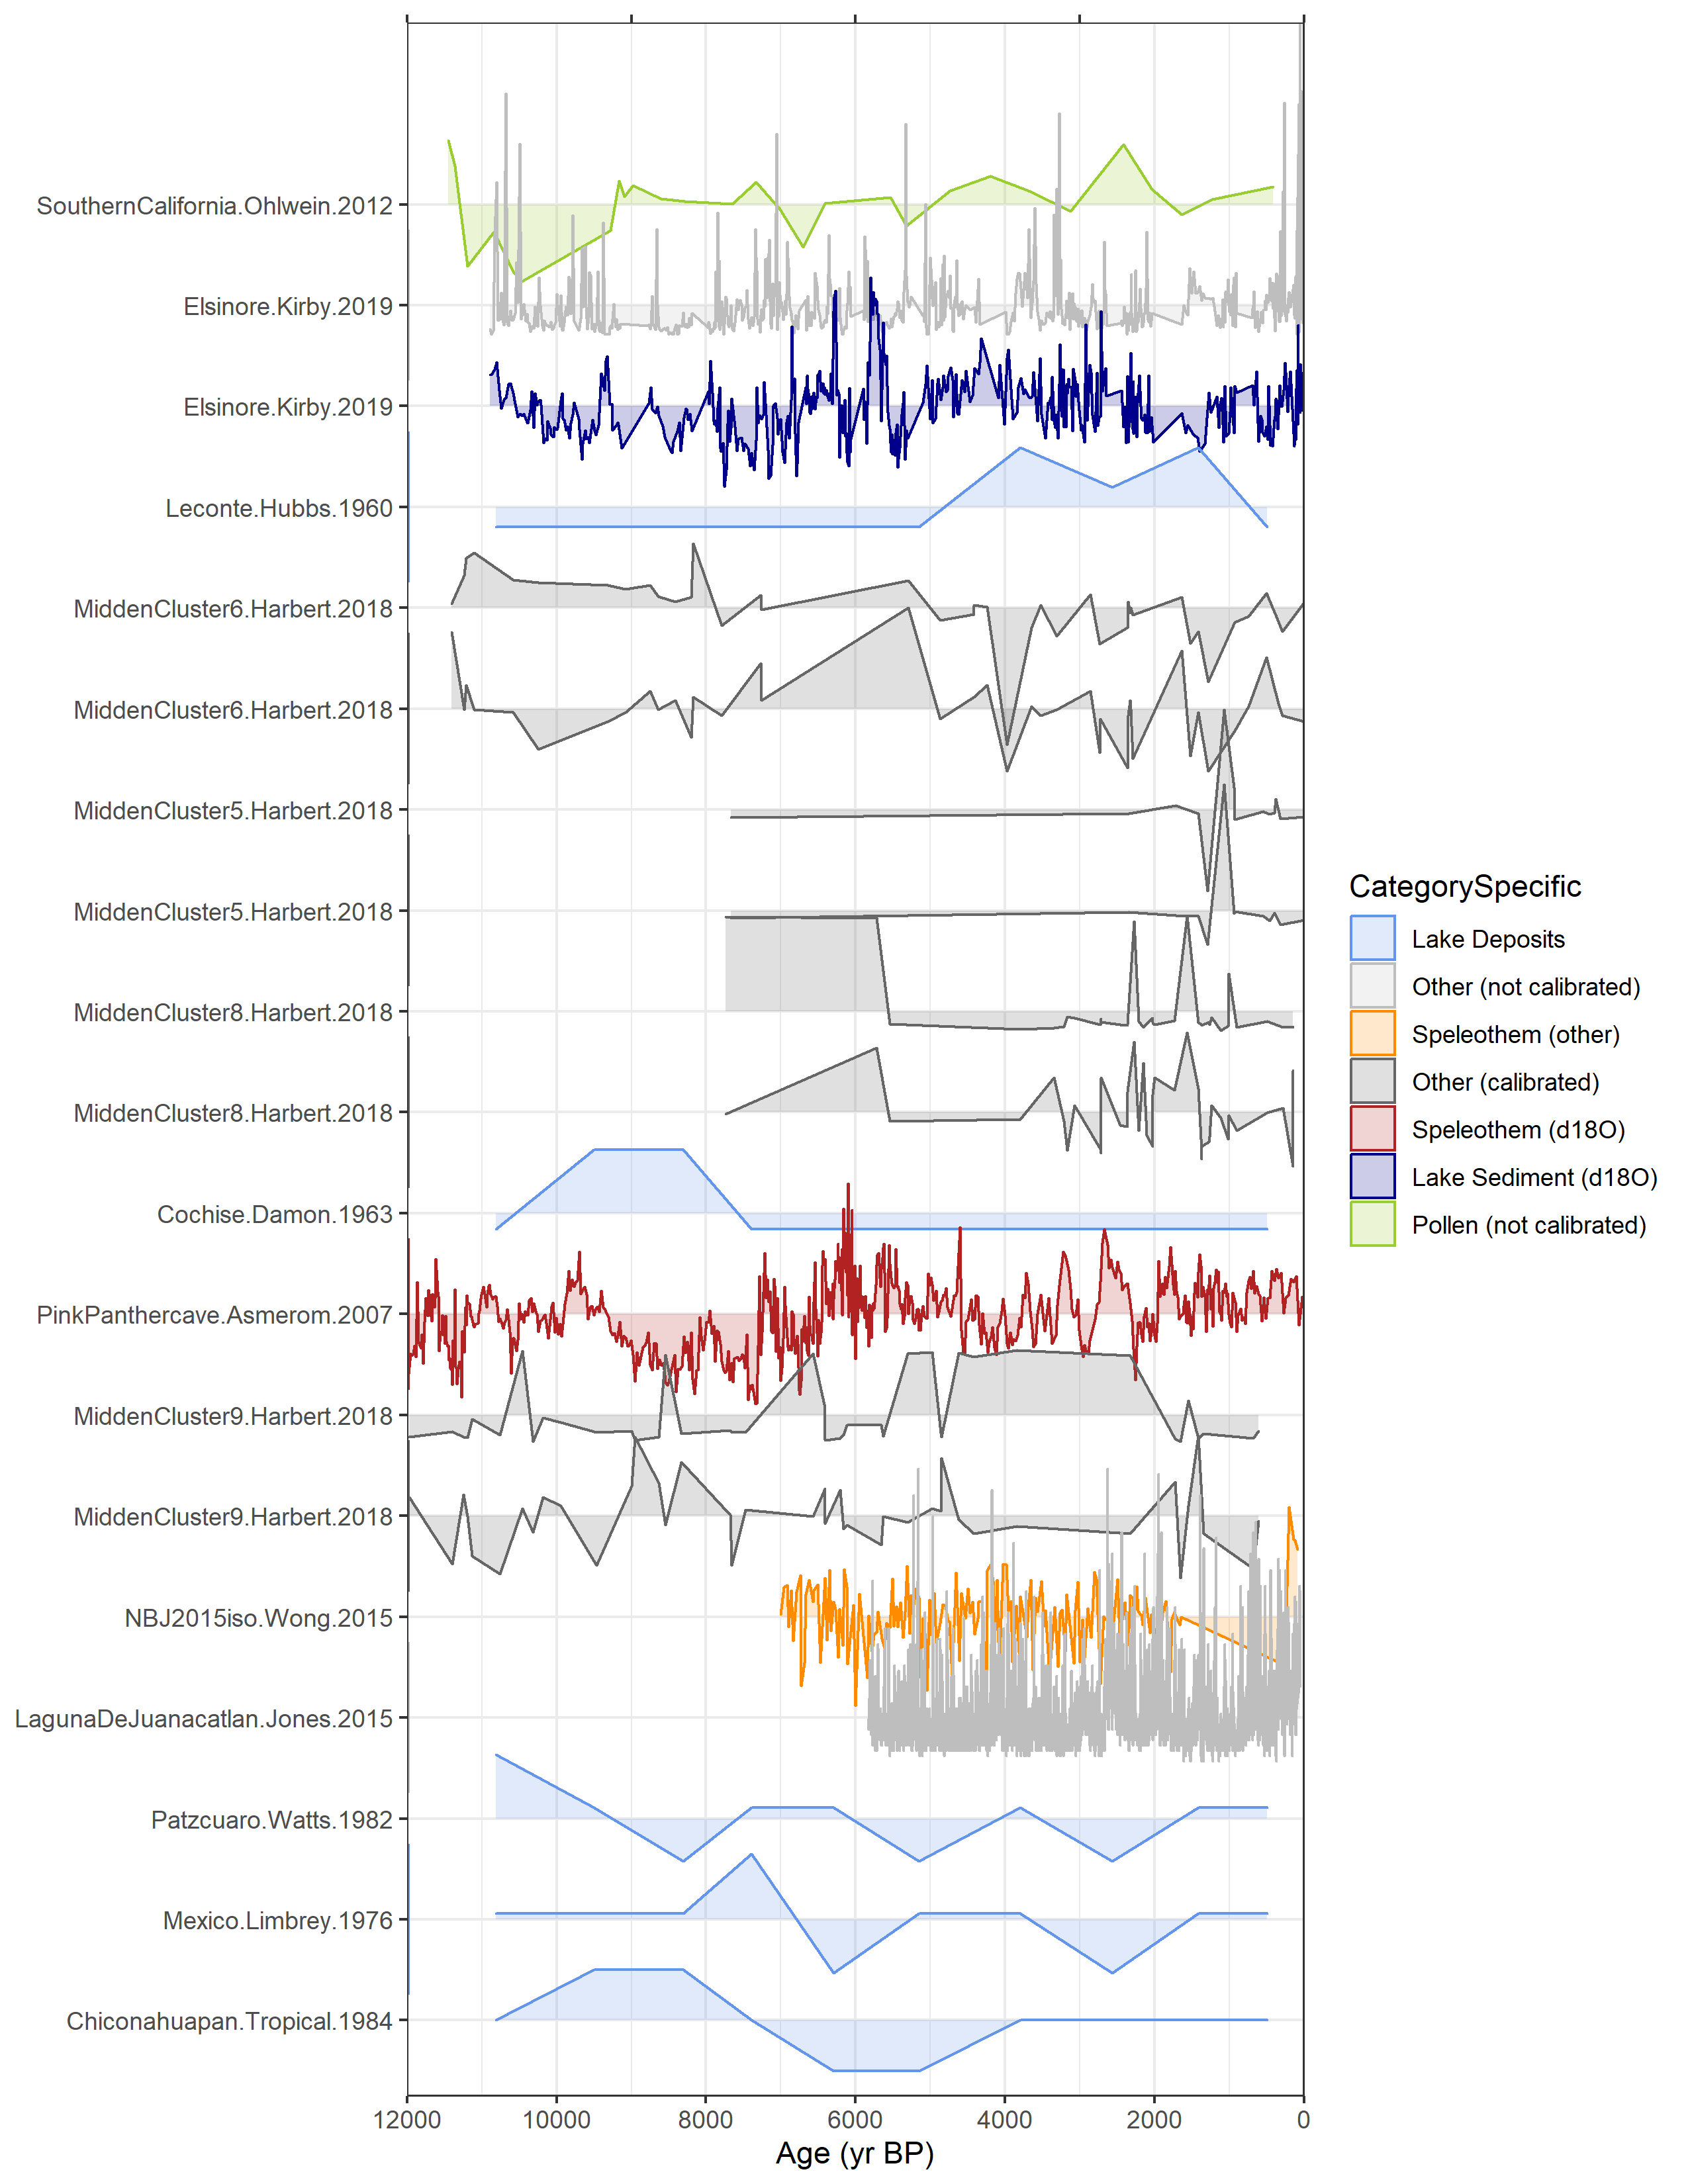 SouthernCalifornia.Ohlwein.2012
Elsinore.Kirby.2019
Elsinore.Kirby.2019
Leconte.Hubbs.1960
MiddenCluster6.Harbert.2018
MiddenCluster6.Harbert.2018
MiddenCluster5.Harbert.2018
MiddenCluster5.Harbert.2018
MiddenCluster8.Harbert.2018
MiddenCluster8.Harbert.2018
Cochise.Damon.1963
PinkPanthercave.Asmerom.2007
MiddenCluster9.Harbert.2018
MiddenCluster9.Harbert.2018
NBJ2015iso.Wong.2015
LagunaDeJuanacatlan.Jones.2015
Patzcuaro.Watts.1982
Mexico.Limbrey.1976
Chiconahuapan.Tropical.1984
12000 10000 8000 6000 4000 2000 0
Age (yr BP)
CategorySpecific
Lake Deposits
Other (not calibrated)
Speleothem (other)
Other (calibrated)
Speleothem (d18O)
Lake Sediment (d18O)
Pollen (not calibrated)